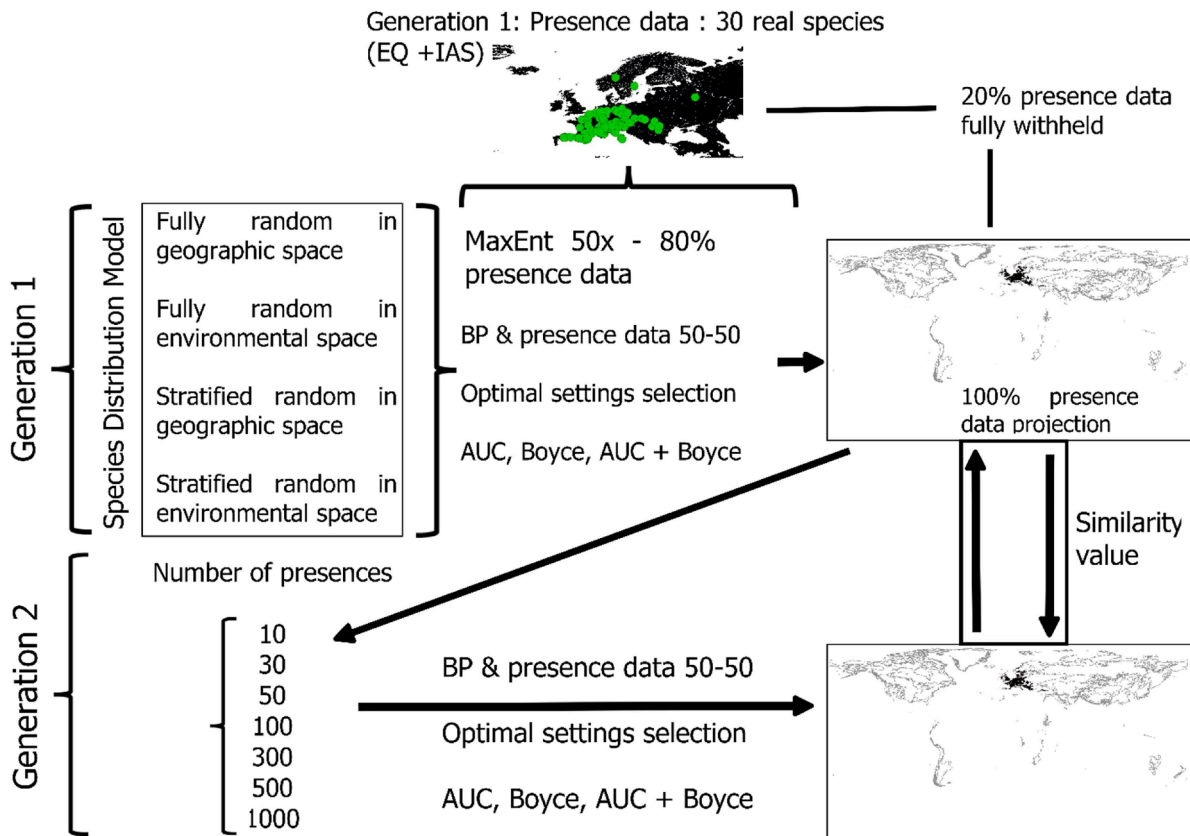 Generation 1: Presence data : 30 real species
(EQ +IAS)
20% presence data
fully withheld
Generation 1
Species Distribution Model
Fully random in
geographic space
Fully random in
environmental space
Stratified random in
geographic space
Stratified random in
environmental space
MaxEnt 50x - 80%
presence data
BP & presence data 50-50
Optimal settings selection
AUC, Boyce, AUC + Boyce
100% presence
data projection
Similarity
value
Generation 2
Number of presences
10
30
50
100
300
500
1000
BP & presence data 50-50
Optimal settings selection
AUC, Boyce, AUC + Boyce